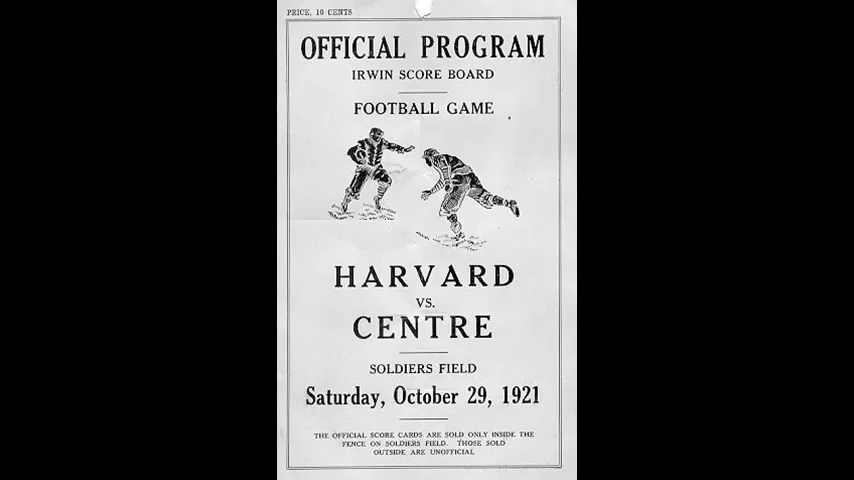 PRICE, 10 CENTS
OFFICIAL PROGRAM
IRWIN SCORE BOARD
FOOTBALL GAME
HARVARD
VS.
CENTRE
SOLDIERS FIELD
Saturday, October 29, 1921
THE OFFICIAL SCORE CARDS ARE SOLD ONLY INSIDE THE
FENCE ON SOLDIERS FIELD. THOSE SOLD
OUTSIDE ARE UNOFFICIAL